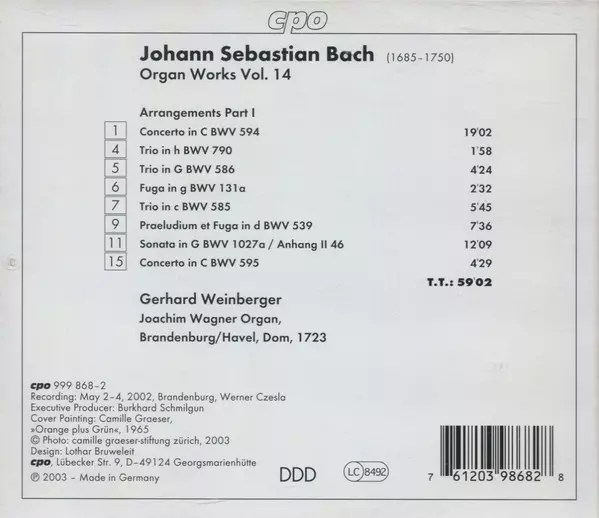 cpo
Johann Sebastian Bach (1685–1750)
Organ Works Vol. 14
Arrangements Part I
1 Concerto in C BWV 594 19'02
4 Trio in h BWV 790 1'58
5 Trio in G BWV 586 4'24
6 Fuga in g BWV 131a 2'32
7 Trio in c BWV 585 5'45
9 Praeludium et Fuga in d BWV 539 7'36
11 Sonata in G BWV 1027a / Anhang II 46 12'09
15 Concerto in C BWV 595 4'29
T.T.: 59'02
Gerhard Weinberger
Joachim Wagner Organ,
Brandenburg/Havel, Dom, 1723
cpo 999 868–2
Recording: May 2–4, 2002, Brandenburg, Werner Czesla
Executive Producer: Burkhard Schmilgun
Cover Painting: Camille Graeser,
»Orange plus Grün«, 1965
© Photo: camille graeser-stiftung zürich, 2003
Design: Lothar Bruweleit
cpo, Lübecker Str. 9, D–49124 Georgsmarienhütte
℗ 2003 – Made in Germany
DDD
LC 8492
7 61203 98682 8